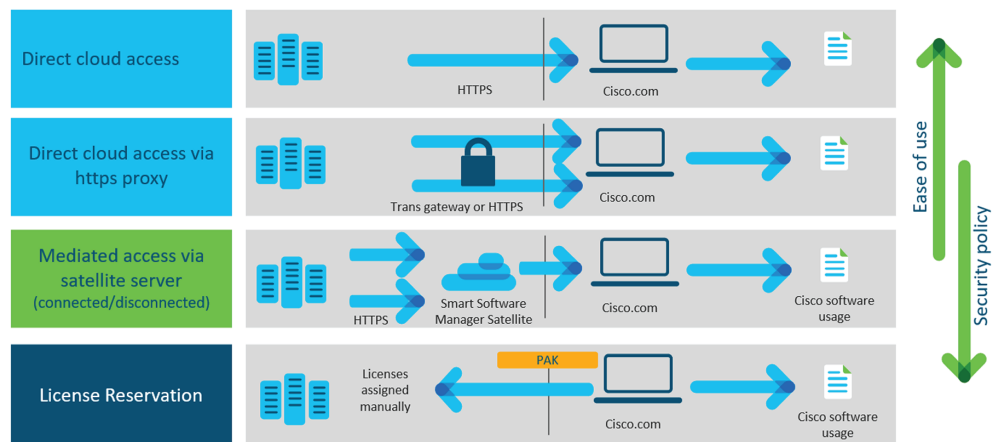 Direct cloud access
HTTPS
Cisco.com
Direct cloud access via
https proxy
Trans gateway or HTTPS
Cisco.com
Mediated access via
satellite server
(connected/disconnected)
HTTPS
Smart Software
Manager Satellite
Cisco.com
Cisco software
usage
License Reservation
Licenses
assigned
manually
PAK
Cisco.com
Cisco software
usage
Ease of use
Security policy